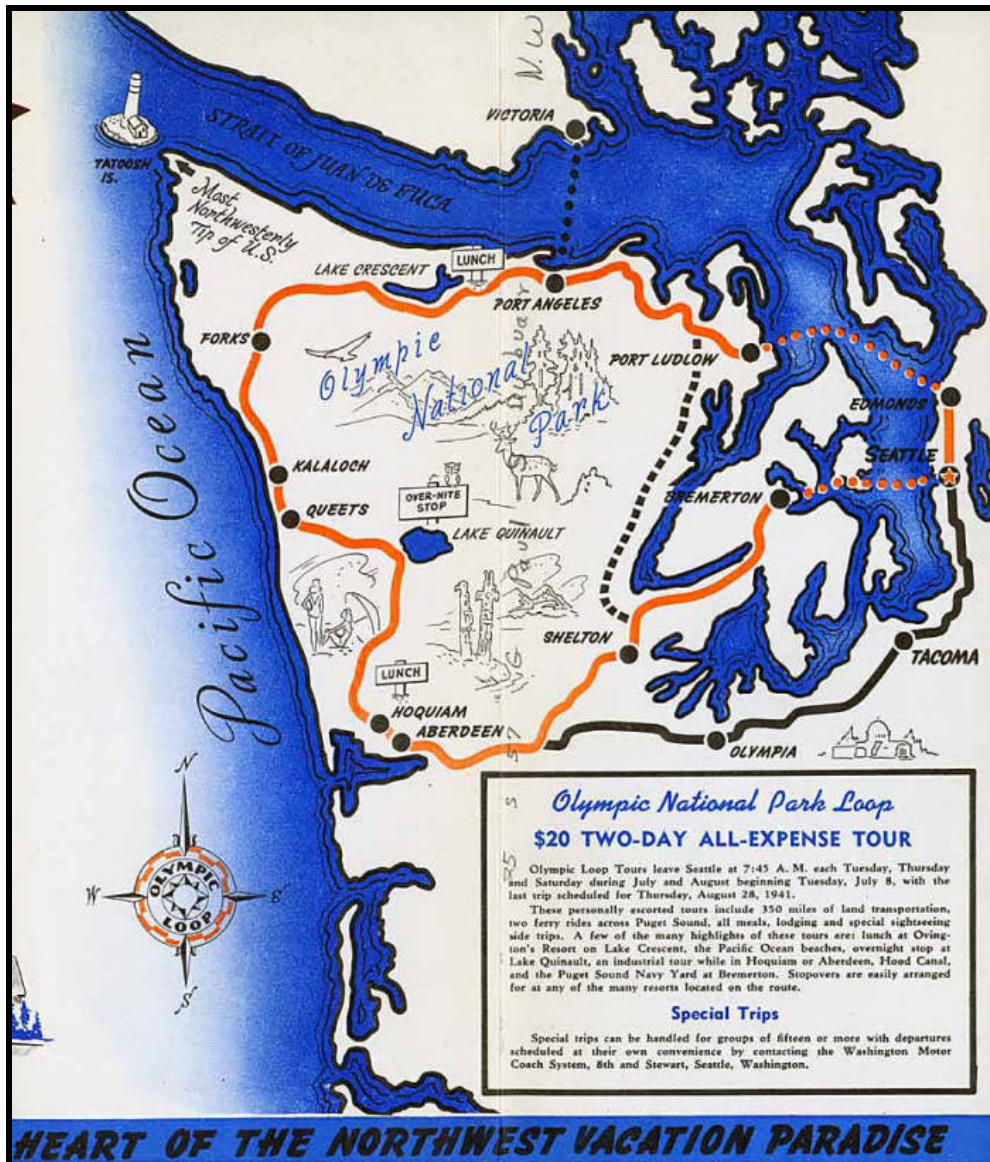 N.W
VICTORIA
STRAIT OF JUAN DE FUCA
TATOOSH
IS.
Most
Northwesterly
Tip of U.S.
LAKE CRESCENT
LUNCH
PORT ANGELES
FORKS
PORT LUDLOW
Olympic
National
Park
EDMONDS
SEATTLE
KALALOCH
BREMERTON
OVER-NITE
STOP
QUEETS
LAKE QUINAULT
Pacific Ocean
SHELTON
TACOMA
LUNCH
HOQUIAM
ABERDEEN
OLYMPIA
N
W
E
S
OLYMPIC
LOOP
Olympic National Park Loop
$20 TWO-DAY ALL-EXPENSE TOUR
Olympic Loop Tours leave Seattle at 7:45 A. M. each Tuesday, Thursday
and Saturday during July and August beginning Tuesday, July 8, with the
last trip scheduled for Thursday, August 28, 1941.
These personally escorted tours include 350 miles of land transportation,
two ferry rides across Puget Sound, all meals, lodging and special sightseeing
side trips. A few of the many highlights of these tours are: lunch at Oving-
ton's Resort on Lake Crescent, the Pacific Ocean beaches, overnight stop at
Lake Quinault, an industrial tour while in Hoquiam or Aberdeen, Hood Canal,
and the Puget Sound Navy Yard at Bremerton. Stopovers are easily arranged
for at any of the many resorts located on the route.
Special Trips
Special trips can be handled for groups of fifteen or more with departures
scheduled at their own convenience by contacting the Washington Motor
Coach System, 8th and Stewart, Seattle, Washington.
HEART OF THE NORTHWEST VACATION PARADISE